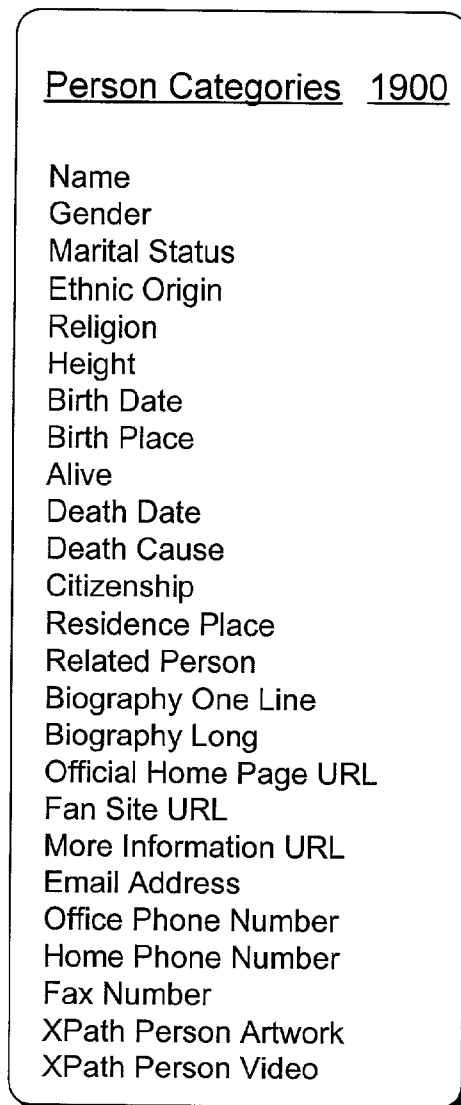 Person Categories 1900
Name
Gender
Marital Status
Ethnic Origin
Religion
Height
Birth Date
Birth Place
Alive
Death Date
Death Cause
Citizenship
Residence Place
Related Person
Biography One Line
Biography Long
Official Home Page URL
Fan Site URL
More Information URL
Email Address
Office Phone Number
Home Phone Number
Fax Number
XPath Person Artwork
XPath Person Video